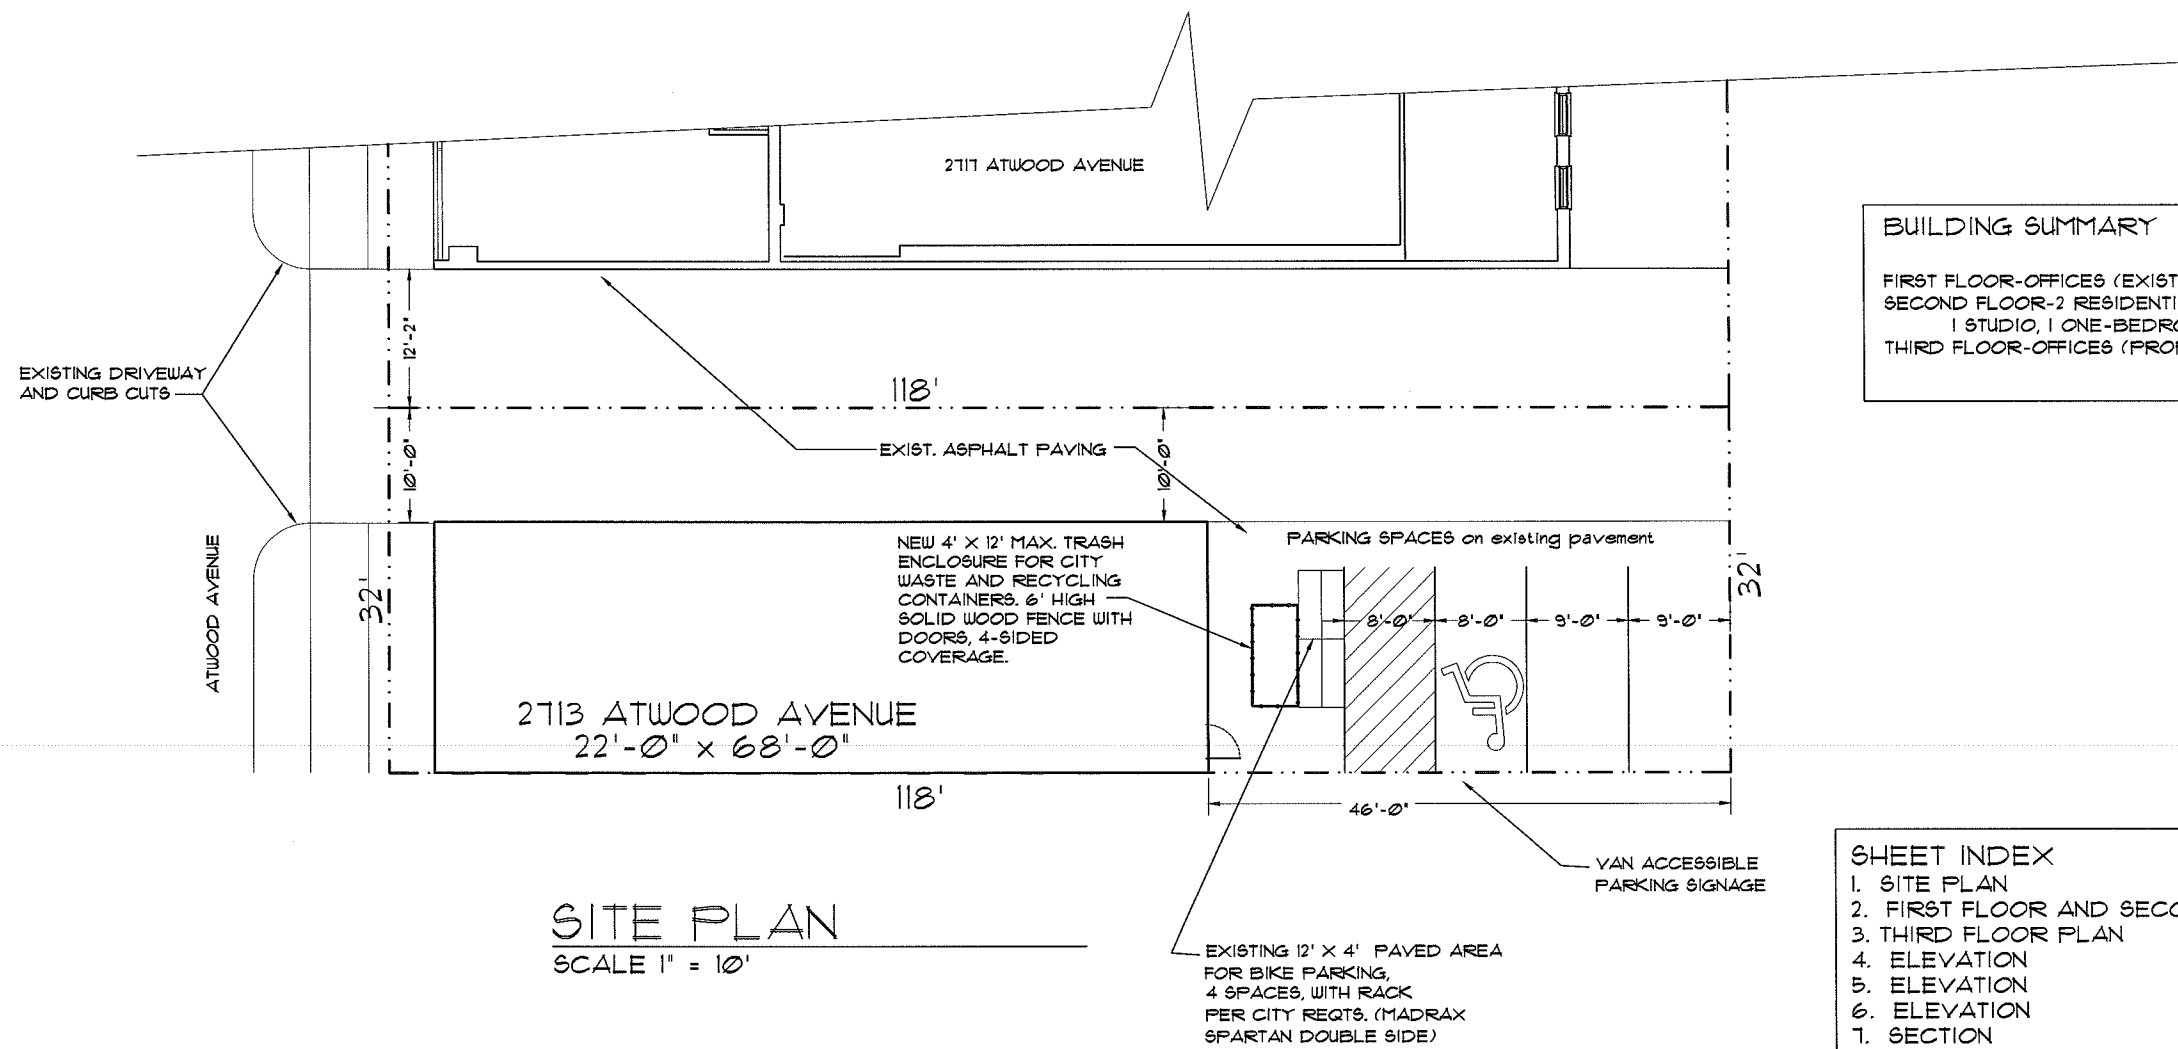 2717 ATWOOD AVENUE
BUILDING SUMMARY
FIRST FLOOR-OFFICES (EXIST
SECOND FLOOR-2 RESIDENTI
1 STUDIO, 1 ONE-BEDRO
THIRD FLOOR-OFFICES (PROP
EXISTING DRIVEWAY
AND CURB CUTS
12'-2"
118'
10'-0"
EXIST. ASPHALT PAVING
10'-0"
ATWOOD AVENUE
32'
NEW 4' X 12' MAX. TRASH
ENCLOSURE FOR CITY
WASTE AND RECYCLING
CONTAINERS. 6' HIGH
SOLID WOOD FENCE WITH
DOORS, 4-SIDED
COVERAGE.
PARKING SPACES on existing pavement
8'-0" 8'-0" 9'-0" 9'-0"
32'
2713 ATWOOD AVENUE
22'-0" x 68'-0"
118'
46'-0"
VAN ACCESSIBLE
PARKING SIGNAGE
SITE PLAN
SCALE 1" = 10'
EXISTING 12' X 4' PAVED AREA
FOR BIKE PARKING,
4 SPACES, WITH RACK
PER CITY REQTS. (MADRAX
SPARTAN DOUBLE SIDE)
SHEET INDEX
1. SITE PLAN
2. FIRST FLOOR AND SECO
3. THIRD FLOOR PLAN
4. ELEVATION
5. ELEVATION
6. ELEVATION
7. SECTION